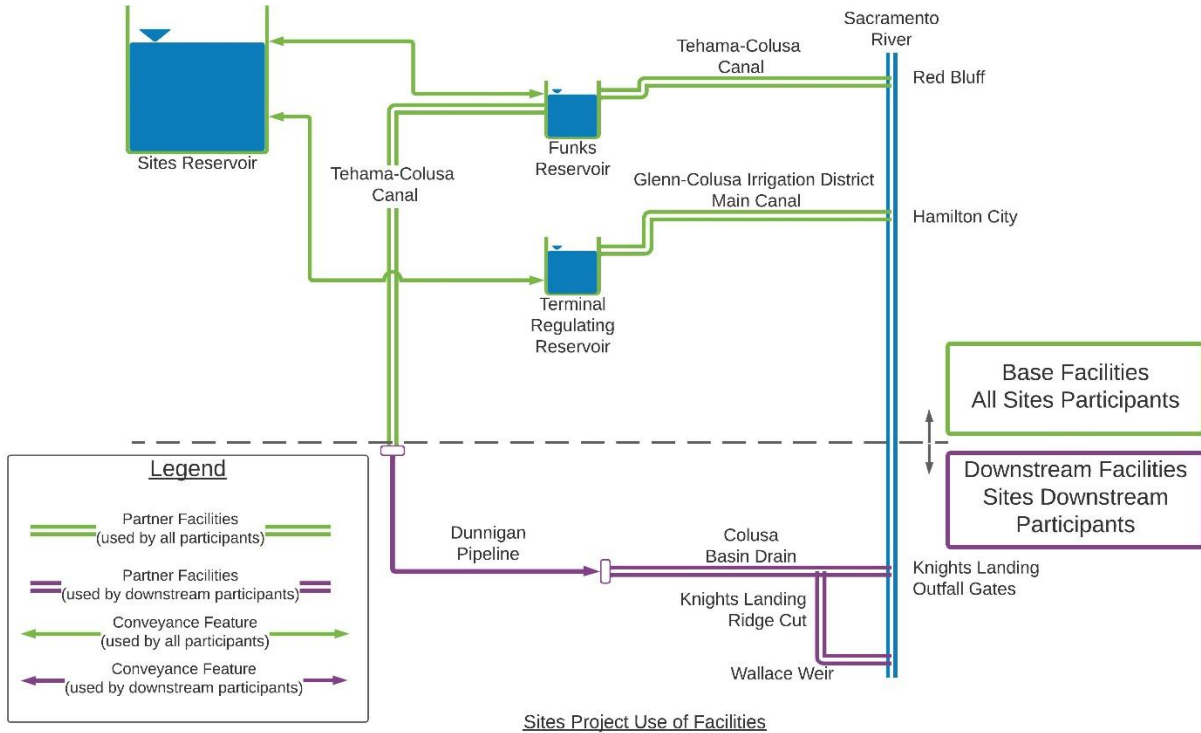 Sacramento
River
Tehama-Colusa
Canal
Red Bluff
Sites Reservoir
Funks
Reservoir
Tehama-Colusa
Canal
Glenn-Colusa Irrigation District
Main Canal
Hamilton City
Terminal
Regulating
Reservoir
Base Facilities
All Sites Participants
Downstream Facilities
Sites Downstream
Participants
Legend
Partner Facilities
(used by all participants)
Partner Facilities
(used by downstream participants)
Conveyance Feature
(used by all participants)
Conveyance Feature
(used by downstream participants)
Dunnigan
Pipeline
Colusa
Basin Drain
Knights Landing
Outfall Gates
Knights Landing
Ridge Cut
Wallace Weir
Sites Project Use of Facilities